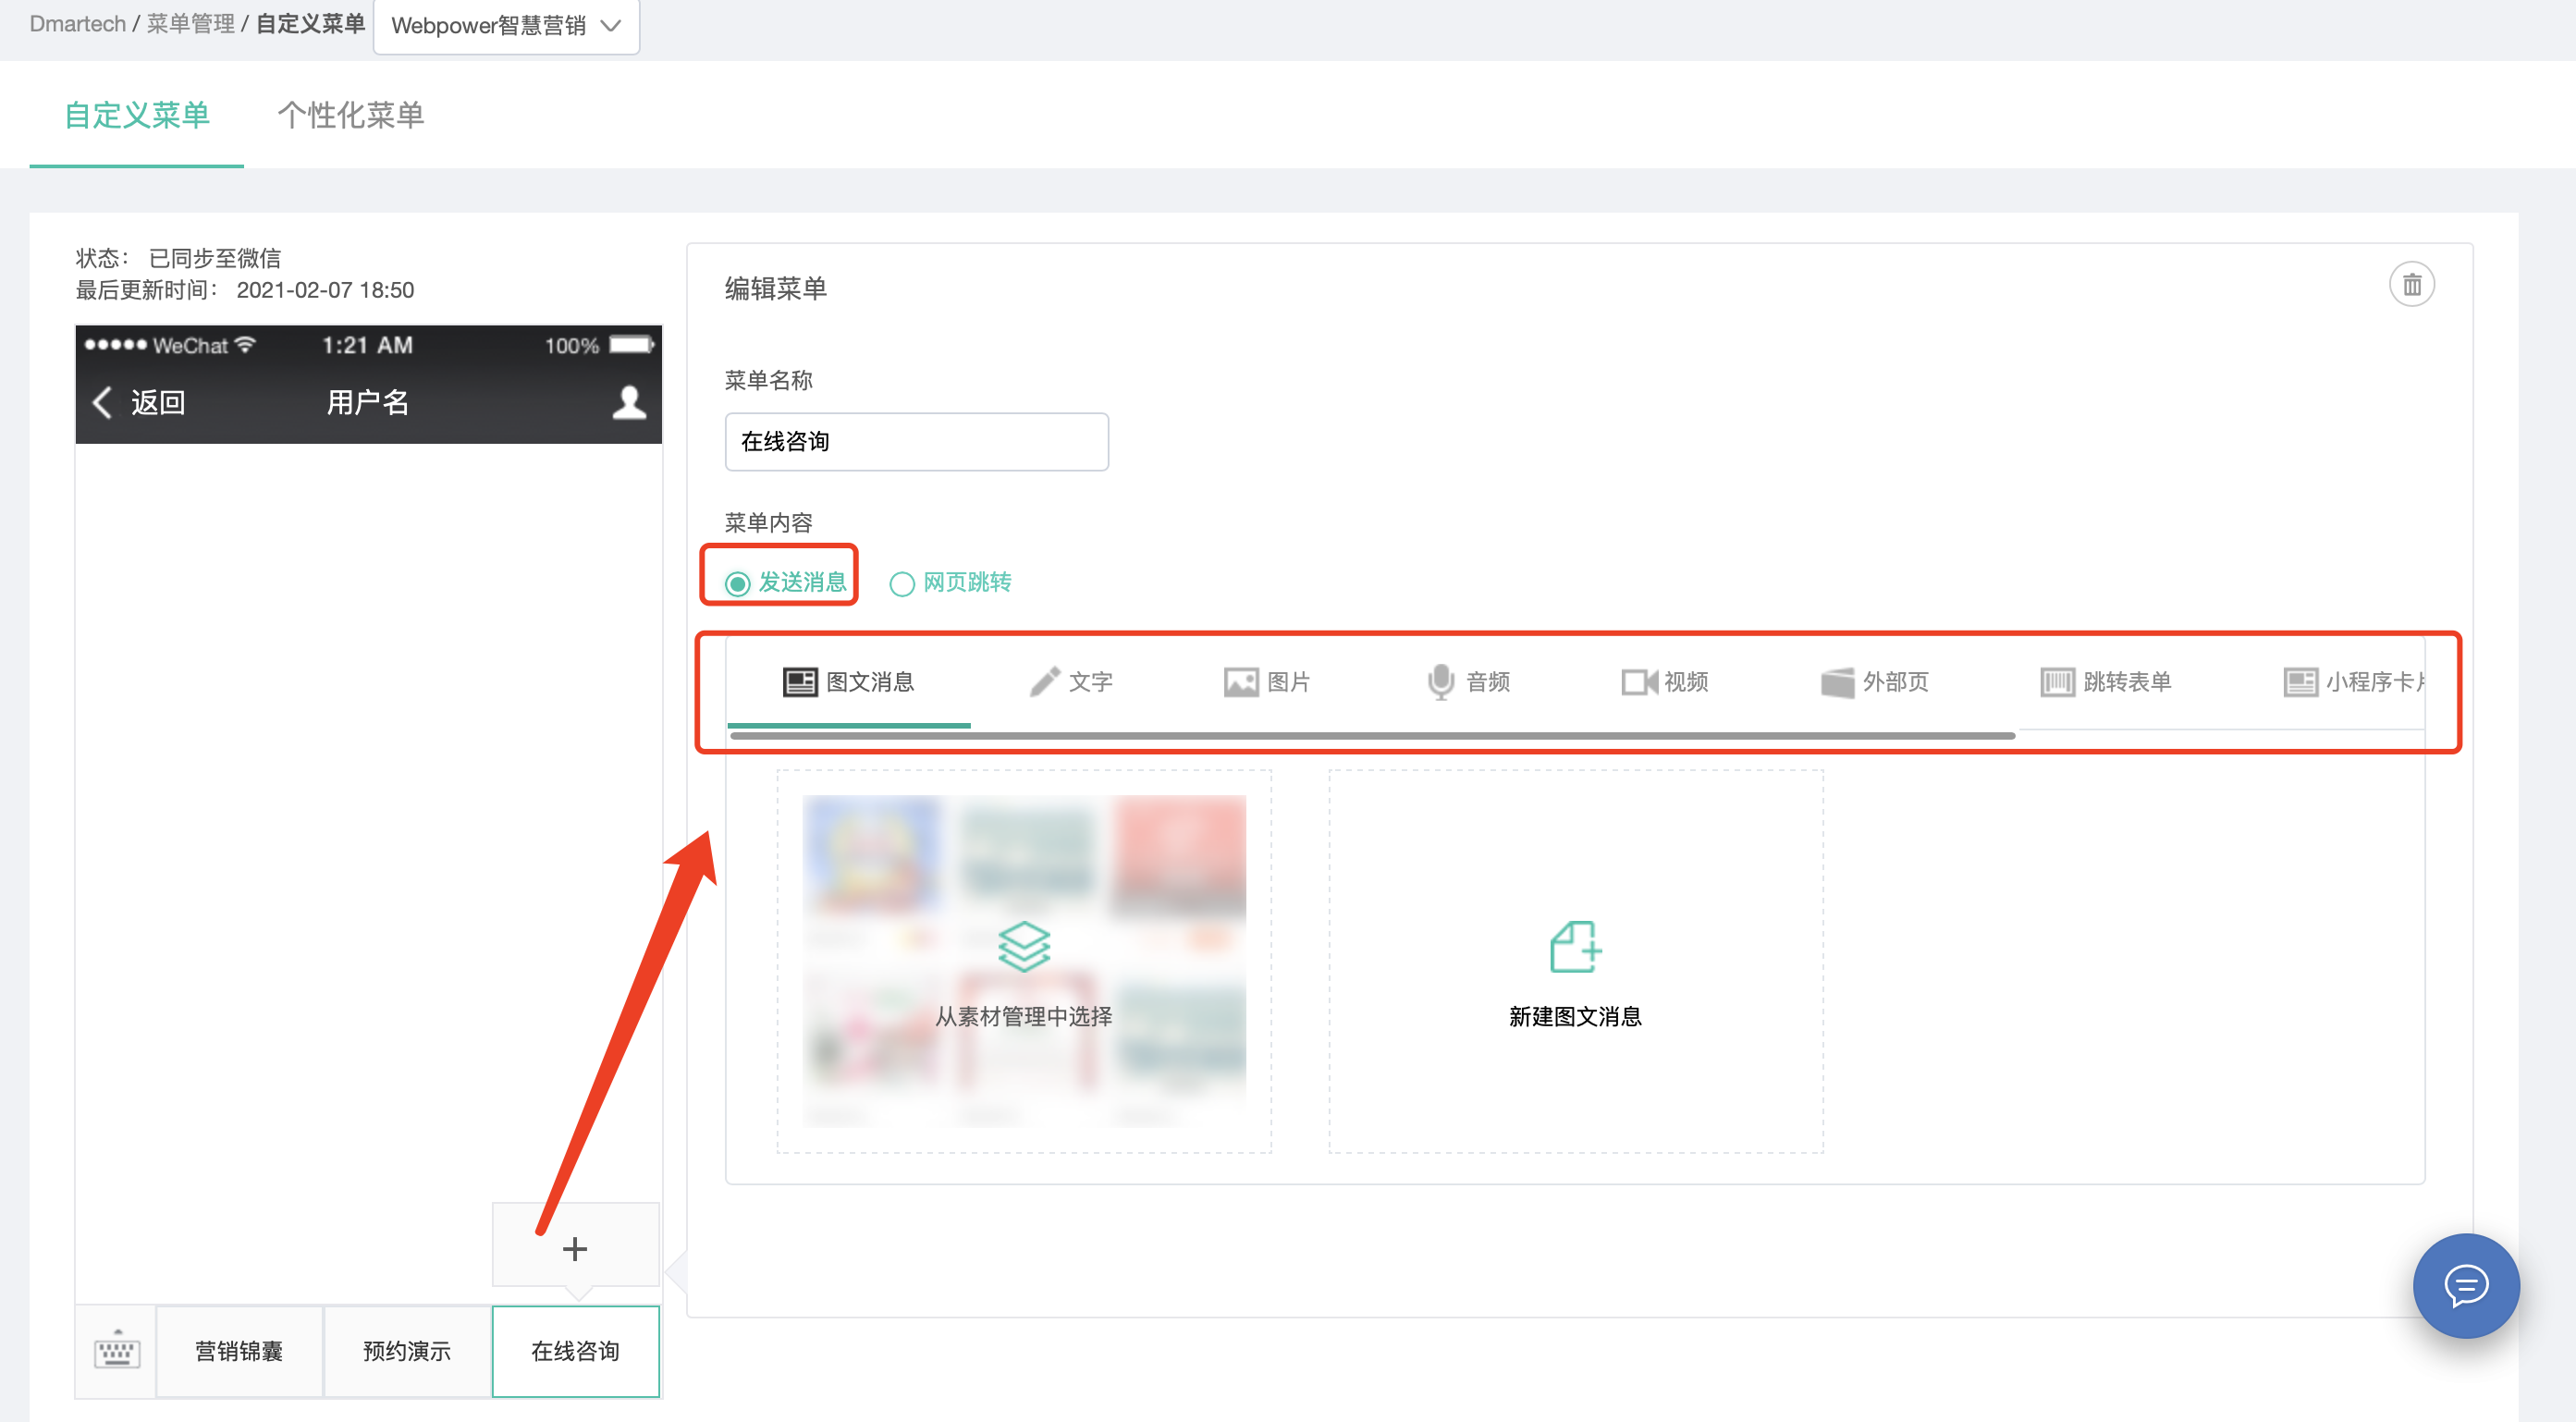 Dmartech / 菜单管理 / 自定义菜单 Webpower智慧营销
自定义菜单 个性化菜单
状态： 已同步至微信
最后更新时间： 2021-02-07 18:50
WeChat 1:21 AM 100%
返回 用户名
编辑菜单
菜单名称
在线咨询
菜单内容
发送消息 网页跳转
图文消息 文字 图片 音频 视频 外部页 跳转表单 小程序卡
从素材管理中选择 新建图文消息
+
营销锦囊 预约演示 在线咨询